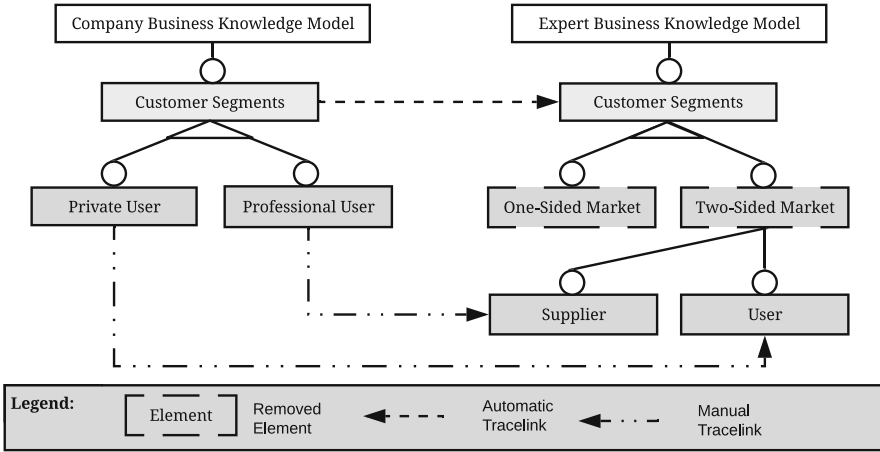 Company Business Knowledge Model
Expert Business Knowledge Model
Customer Segments
Customer Segments
Private User
Professional User
One-Sided Market
Two-Sided Market
Supplier
User
Legend:
Element
Removed
Element
Automatic
Tracelink
Manual
Tracelink